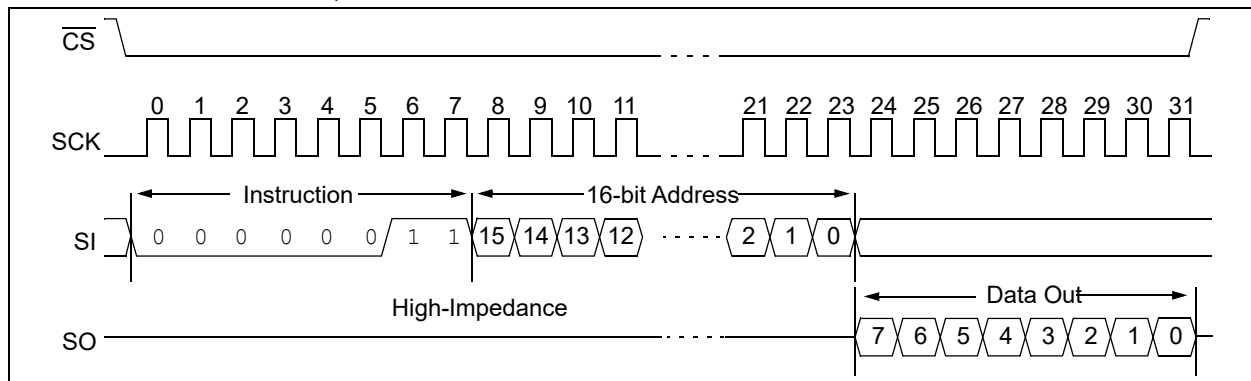 CS
0 1 2 3 4 5 6 7 8 9 10 11 21 22 23 24 25 26 27 28 29 30 31
SCK
Instruction 16-bit Address
SI 0 0 0 0 0 0 1 1 15 14 13 12 2 1 0
High-Impedance Data Out
SO 7 6 5 4 3 2 1 0